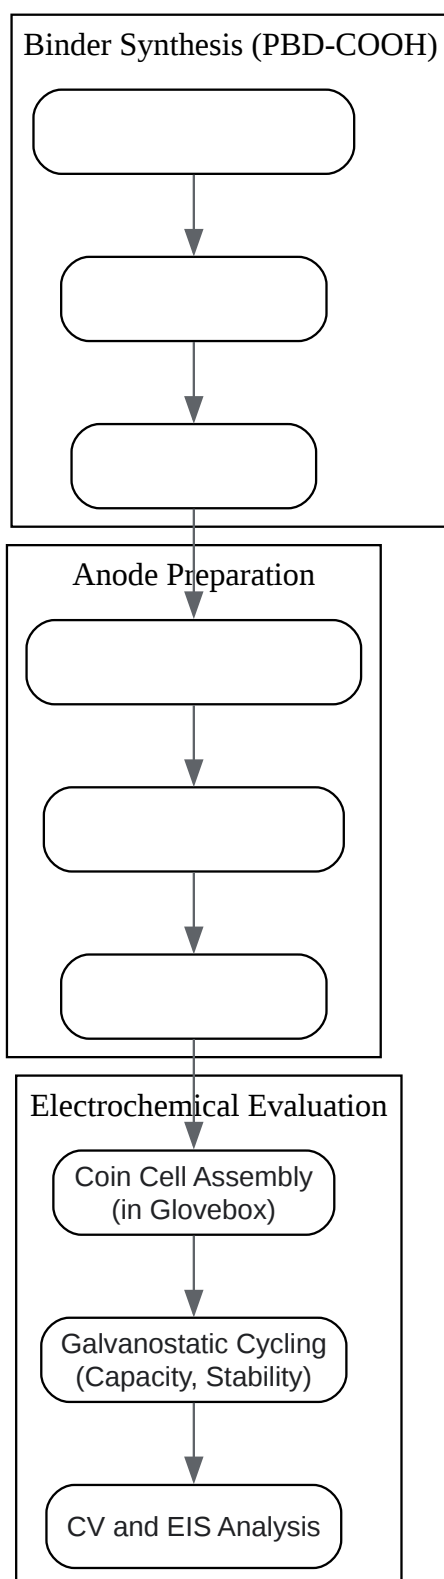 Binder Synthesis (PBD-COOH)
Anode Preparation
Electrochemical Evaluation
Coin Cell Assembly
(in Glovebox)
Galvanostatic Cycling
(Capacity, Stability)
CV and EIS Analysis